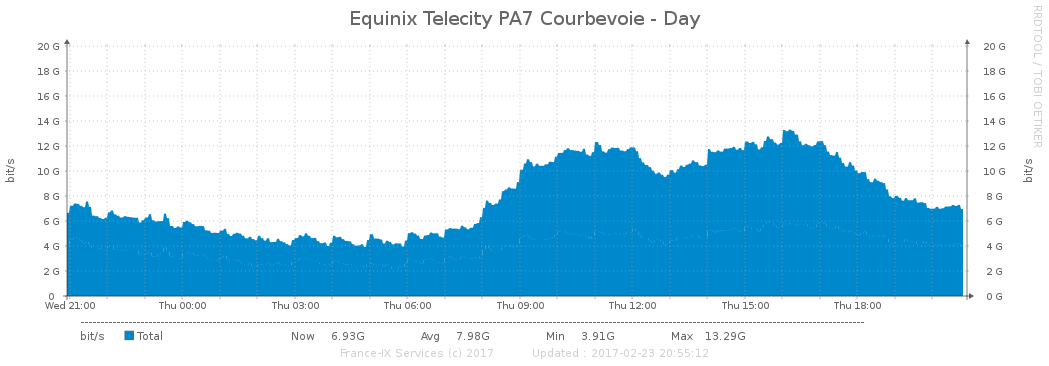 Equinix Telecity PA7 Courbevoie - Day
RRDTOOL / TOBI OETIKER
20 G 20 G
18 G 18 G
16 G 16 G
14 G 14 G
12 G 12 G
10 G 10 G
8 G 8 G
6 G 6 G
4 G 4 G
2 G 2 G
0 0 G
bit/s
bit/s
Wed 21:00 Thu 00:00 Thu 03:00 Thu 06:00 Thu 09:00 Thu 12:00 Thu 15:00 Thu 18:00
bit/s Total Now 6.93G Avg 7.98G Min 3.91G Max 13.29G
France-IX Services (c) 2017 Updated : 2017-02-23 20:55:12